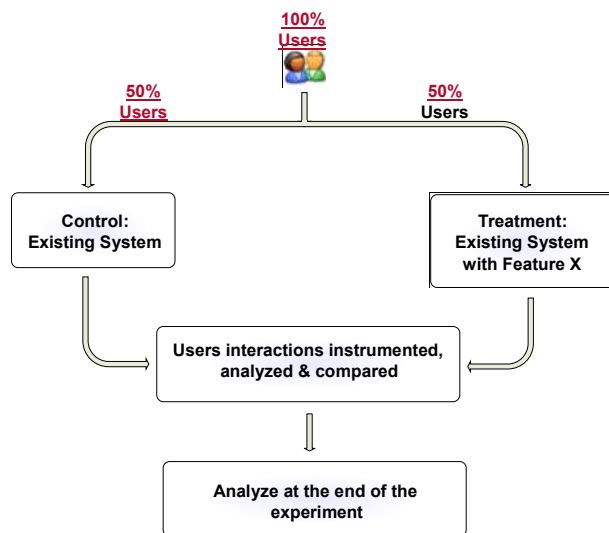 100%
Users
50%
Users
50%
Users
Control:
Existing System
Treatment:
Existing System
with Feature X
Users interactions instrumented,
analyzed & compared
Analyze at the end of the
experiment